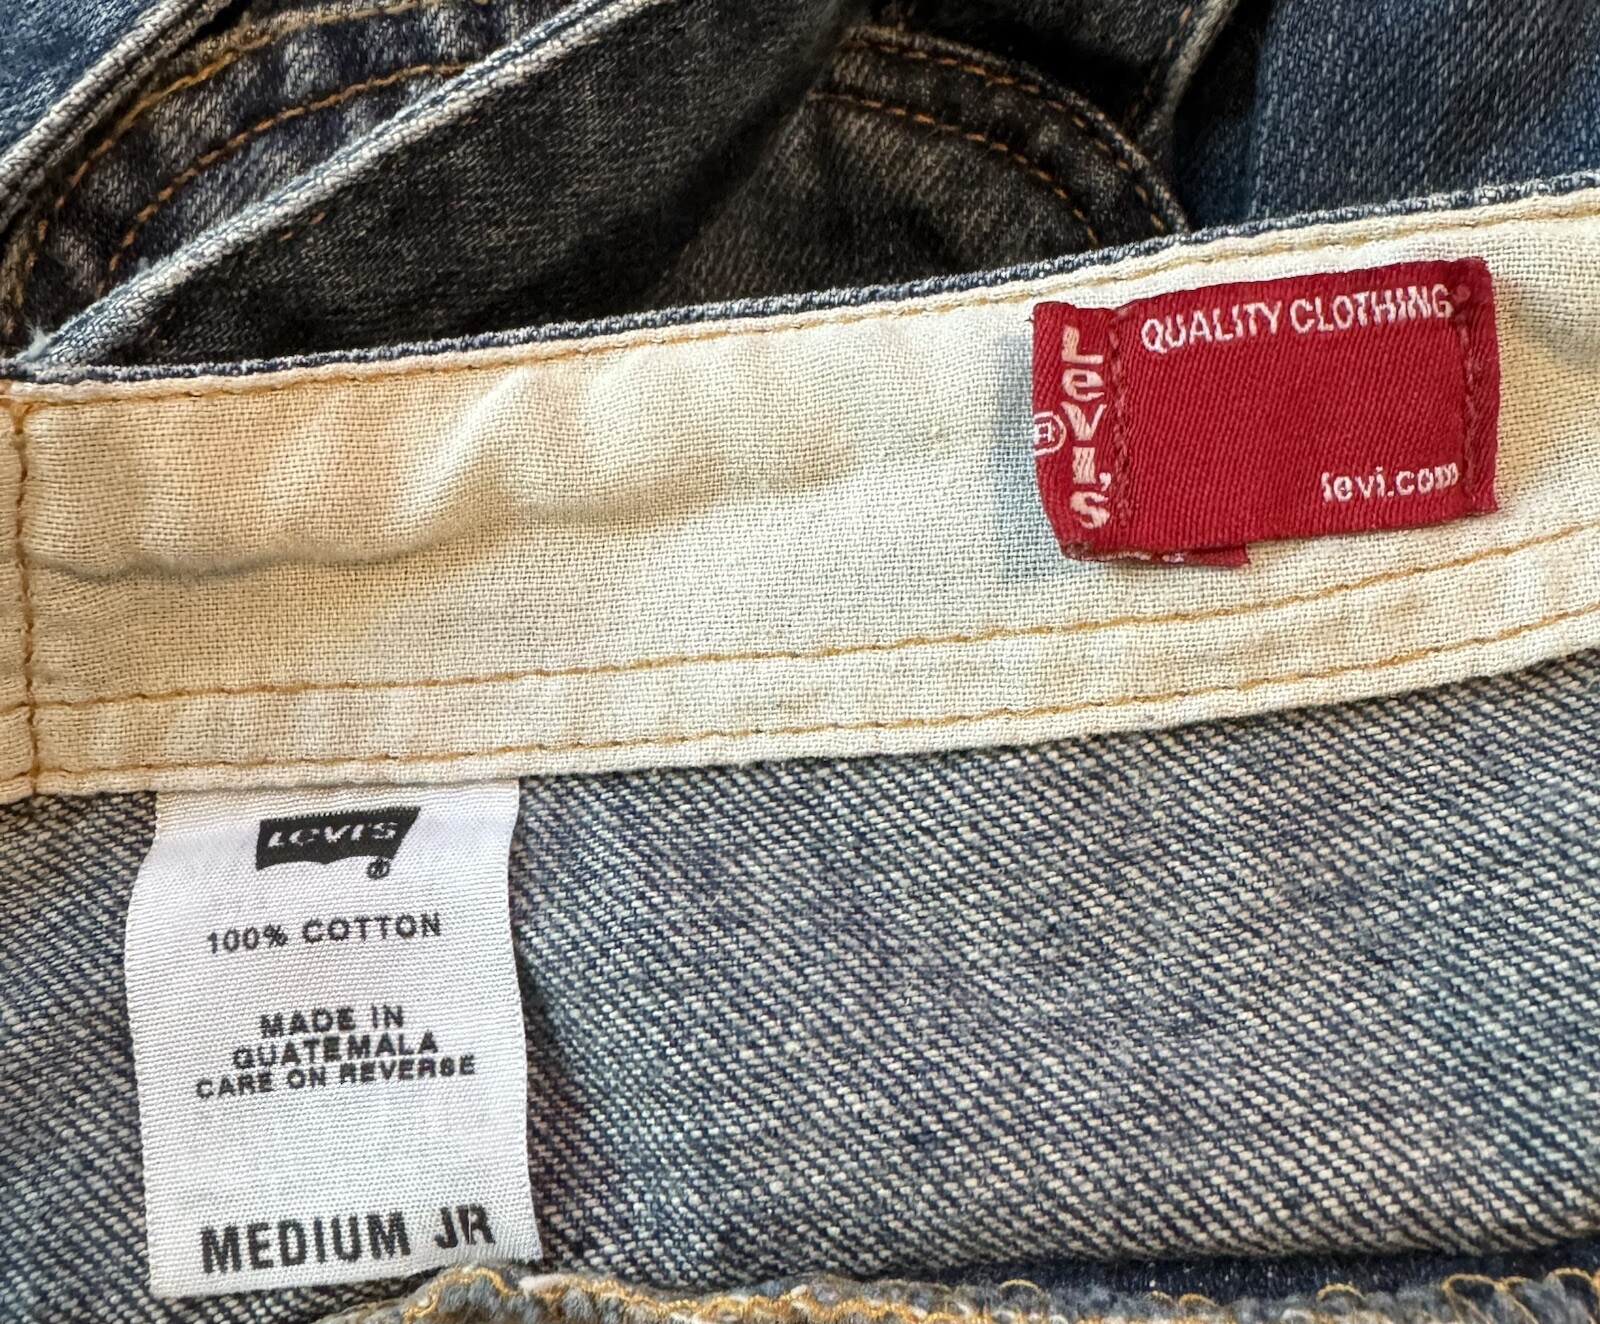 QUALITY CLOTHING
LEVI'S
®
levi.com
LEVI'S
®
100% COTTON
MADE IN
GUATEMALA
CARE ON REVERSE
MEDIUM JR